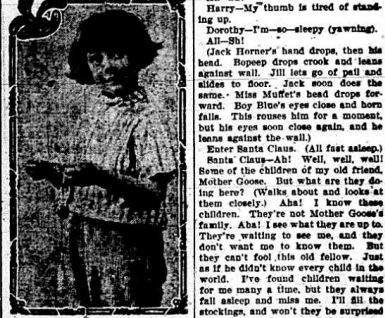 Harry—My thumb is tired of stand-
ing up.
Dorothy—I'm—so—sleepy (yawning).
All—Sh!
(Jack Horner's hand drops, then his
head. Bopeep drops crook and leans
against wall. Jill lets go of pail and
slides to floor. Jack soon does the
same. Miss Muffet's head drops for-
ward. Boy Blue's eyes close and horn
falls. This rouses him for a moment,
but his eyes soon close again, and he
leans against the wall.)
Enter Santa Claus. (All fast asleep.)
Santa Claus—Ah! Well, well, well!
Some of the children of my old friend,
Mother Goose. But what are they do-
ing here? (Walks about and looks at
them closely.) Aha! I know these
children. They're not Mother Goose's
family. Aha! I see what they are up to.
They're waiting to see me, and they
don't want me to know them. But
they can't fool this old fellow. Just
as if he didn't know every child in the
world. I've found children waiting
for me many a time, but they always
fall asleep and miss me. I'll fill the
stockings, and won't they be surprised